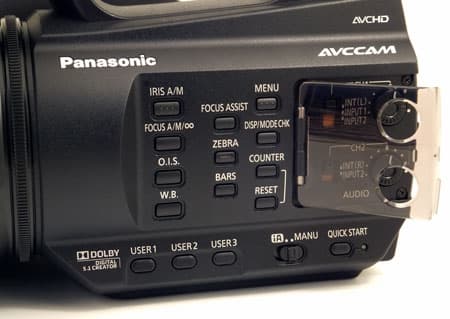 AVCHD
Panasonic
AVCCAM
IRIS A/M
MENU
FOCUS ASSIST
CH1
INT(L)
INPUT1
INPUT2
FOCUS A/M/∞
DISP/MODE CHK
ZEBRA
O.I.S.
COUNTER
CH2
INT(R)
INPUT2
BARS
W.B.
RESET
AUDIO
DOLBY
DIGITAL
5.1 CREATOR
USER1
USER2
USER3
iA
MANU
QUICK START